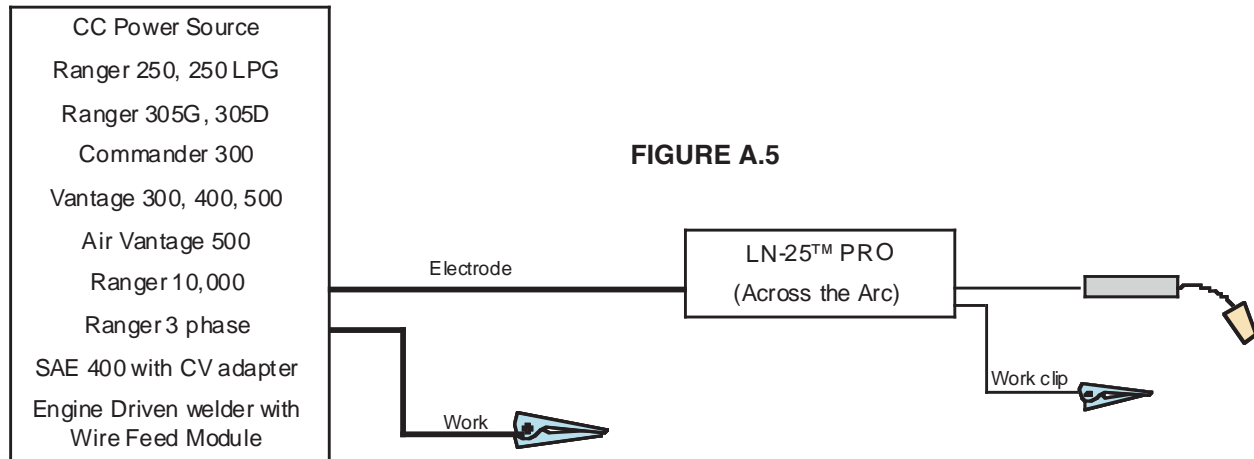 CC Power Source
Ranger 250, 250 LPG
Ranger 305G, 305D
Commander 300
Vantage 300, 400, 500
Air Vantage 500
Ranger 10,000
Ranger 3 phase
SAE 400 with CV adapter
Engine Driven welder with
Wire Feed Module
FIGURE A.5
Electrode
LN-25™ PRO
(Across the Arc)
Work
Work clip